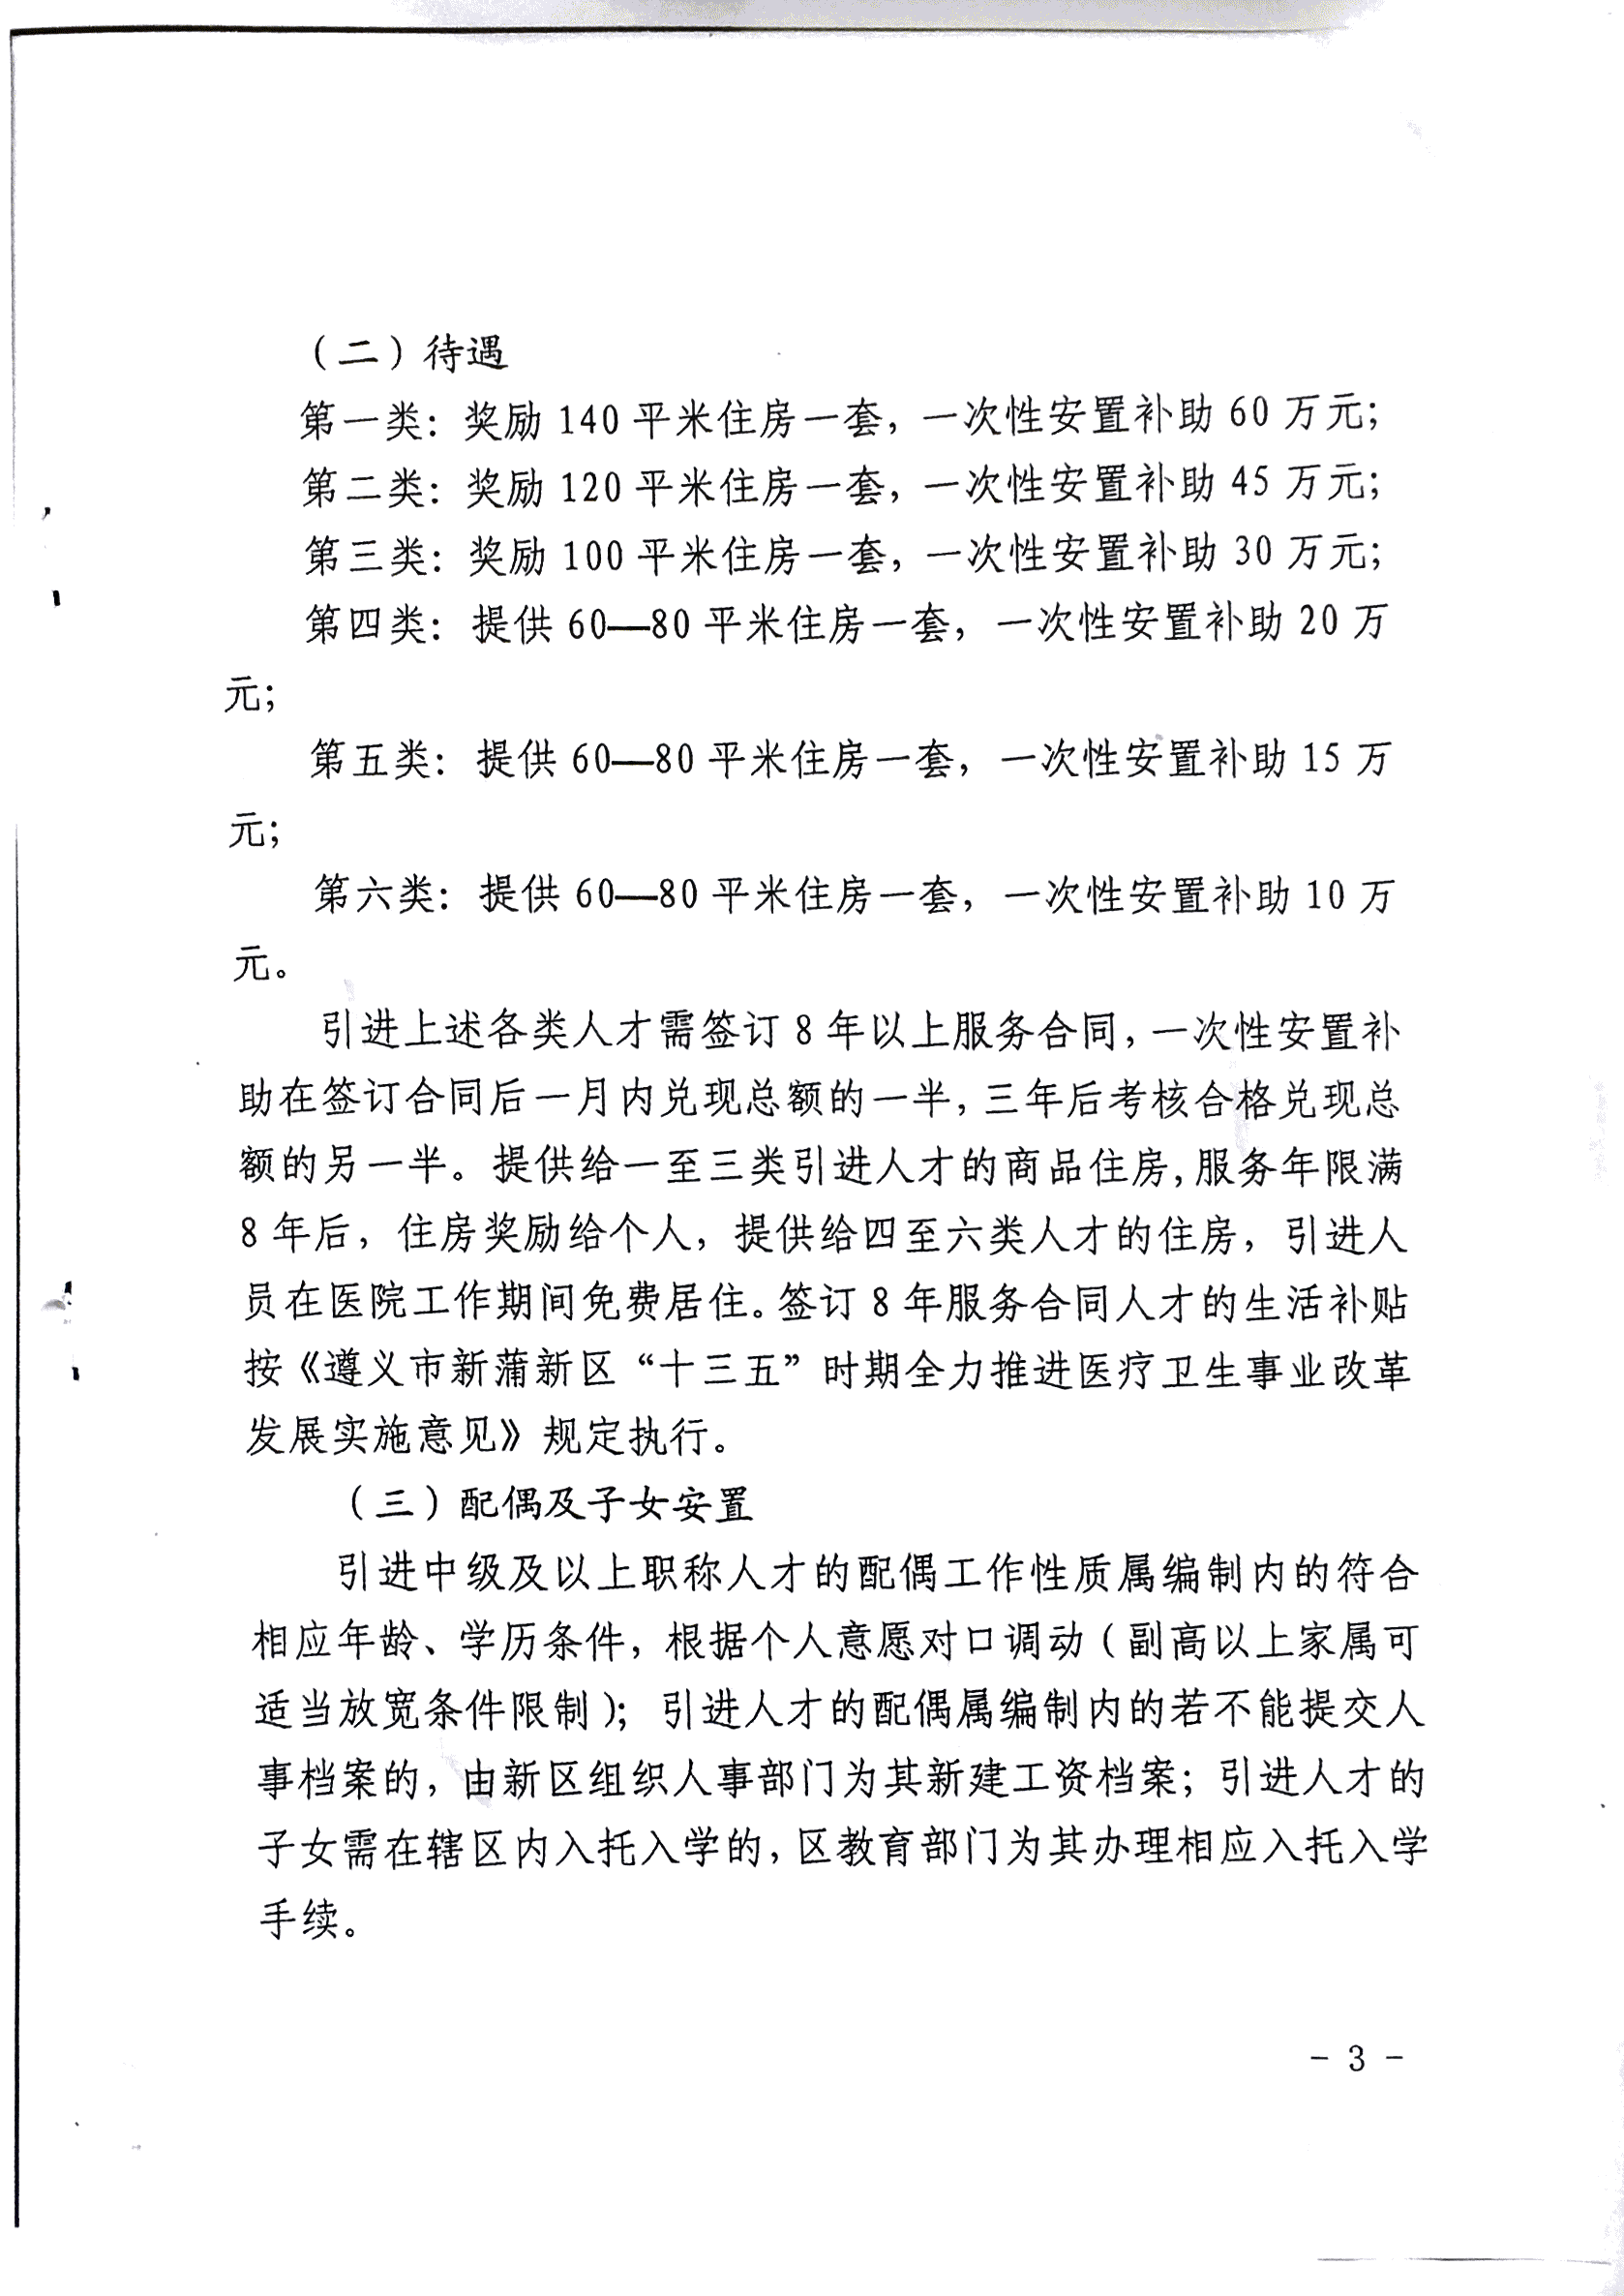 （二）待遇
第一类：奖励 140 平米住房一套，一次性安置补助 60 万元；
第二类：奖励 120 平米住房一套，一次性安置补助 45 万元；
第三类：奖励 100 平米住房一套，一次性安置补助 30 万元；
第四类：提供 60—80 平米住房一套，一次性安置补助 20 万
元；
第五类：提供 60—80 平米住房一套，一次性安置补助 15 万
元；
第六类：提供 60—80 平米住房一套，一次性安置补助 10 万
元。
引进上述各类人才需签订 8 年以上服务合同，一次性安置补
助在签订合同后一月内兑现总额的一半，三年后考核合格兑现总
额的另一半。提供给一至三类引进人才的商品住房，服务年限满
8 年后，住房奖励给个人，提供给四至六类人才的住房，引进人
员在医院工作期间免费居住。签订 8 年服务合同人才的生活补贴
按《遵义市新蒲新区“十三五”时期全力推进医疗卫生事业改革
发展实施意见》规定执行。
（三）配偶及子女安置
引进中级及以上职称人才的配偶工作性质属编制内的符合
相应年龄、学历条件，根据个人意愿对口调动（副高以上家属可
适当放宽条件限制）；引进人才的配偶属编制内的若不能提交人
事档案的，由新区组织人事部门为其新建工资档案；引进人才的
子女需在辖区内入托入学的，区教育部门为其办理相应入托入学
手续。
- 3 -